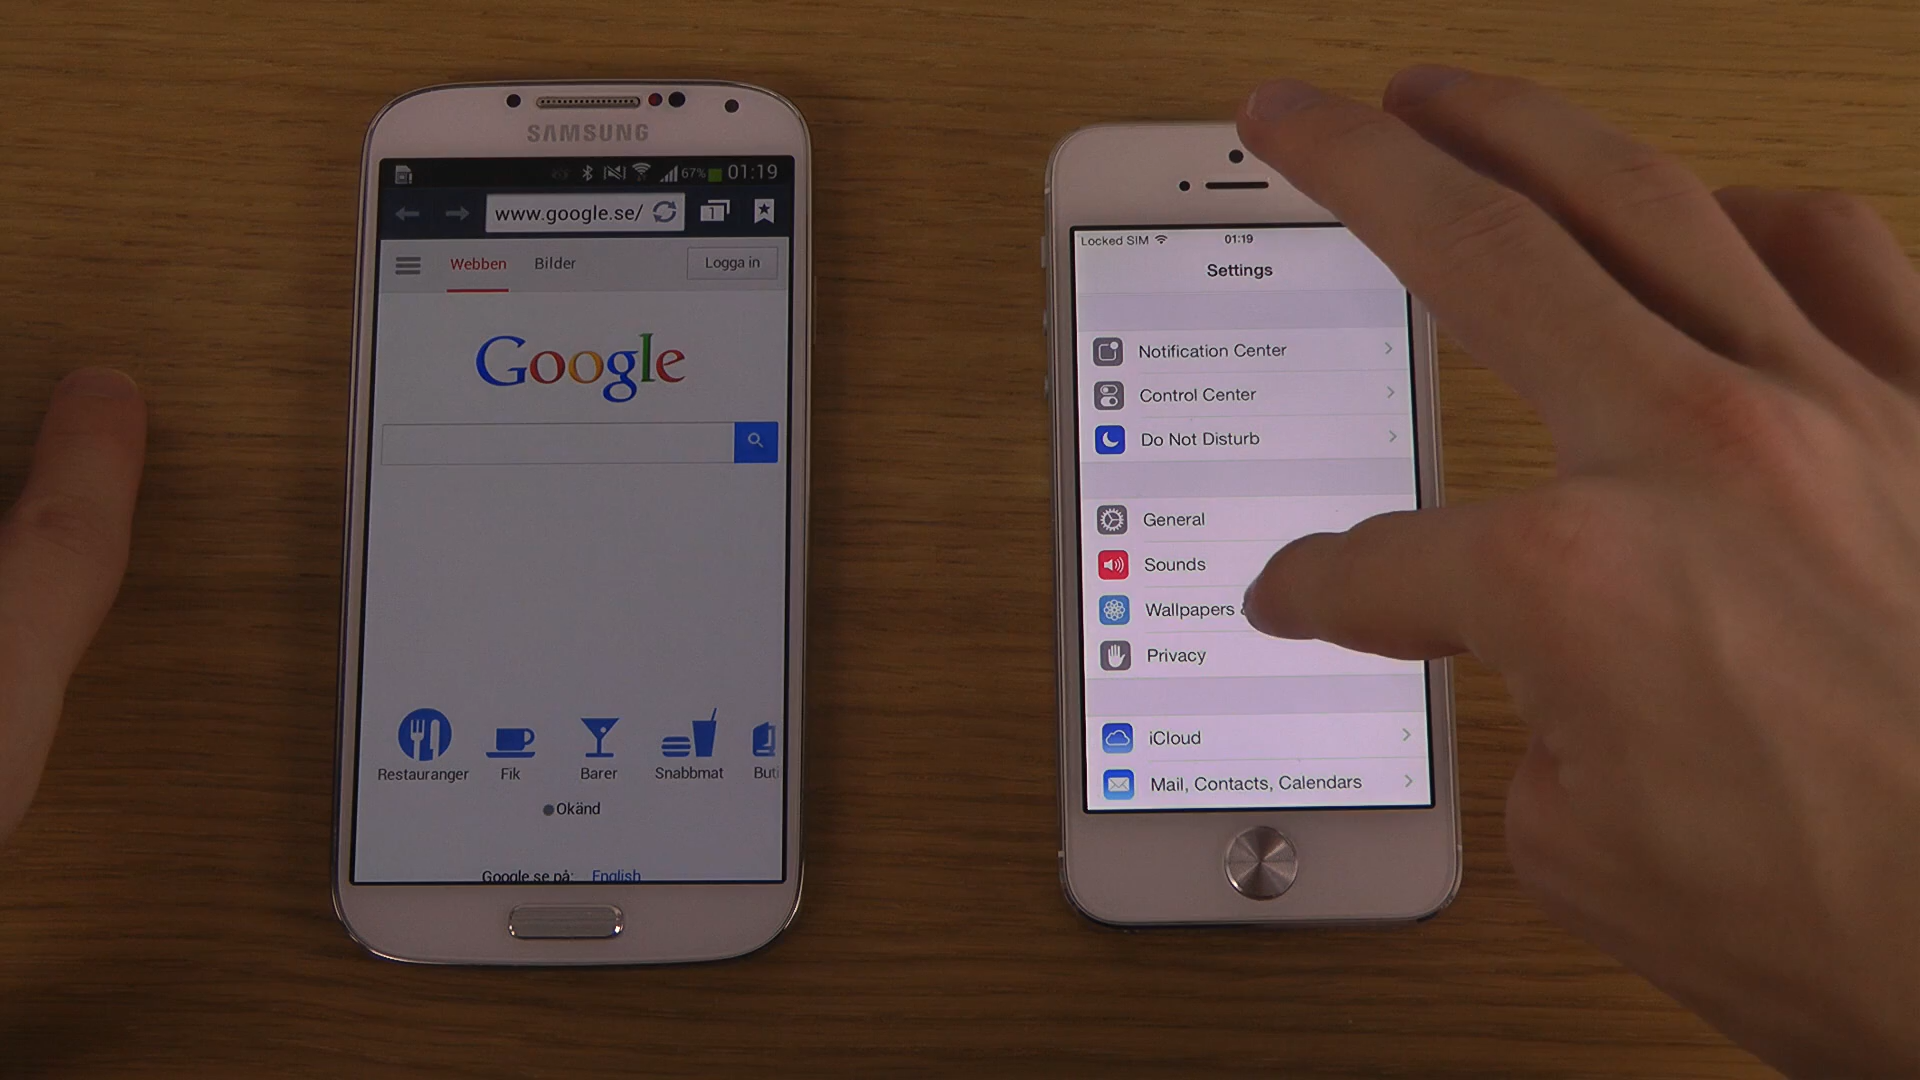 SAMSUNG
67% 01:19
www.google.se/
1
Webben Bilder Logga in
Google
Restauranger Fik Barer Snabbmat Buti
Okänd
Google.se på: English
Locked SIM 01:19
Settings
Notification Center
Control Center
Do Not Disturb
General
Sounds
Wallpapers &
Privacy
iCloud
Mail, Contacts, Calendars